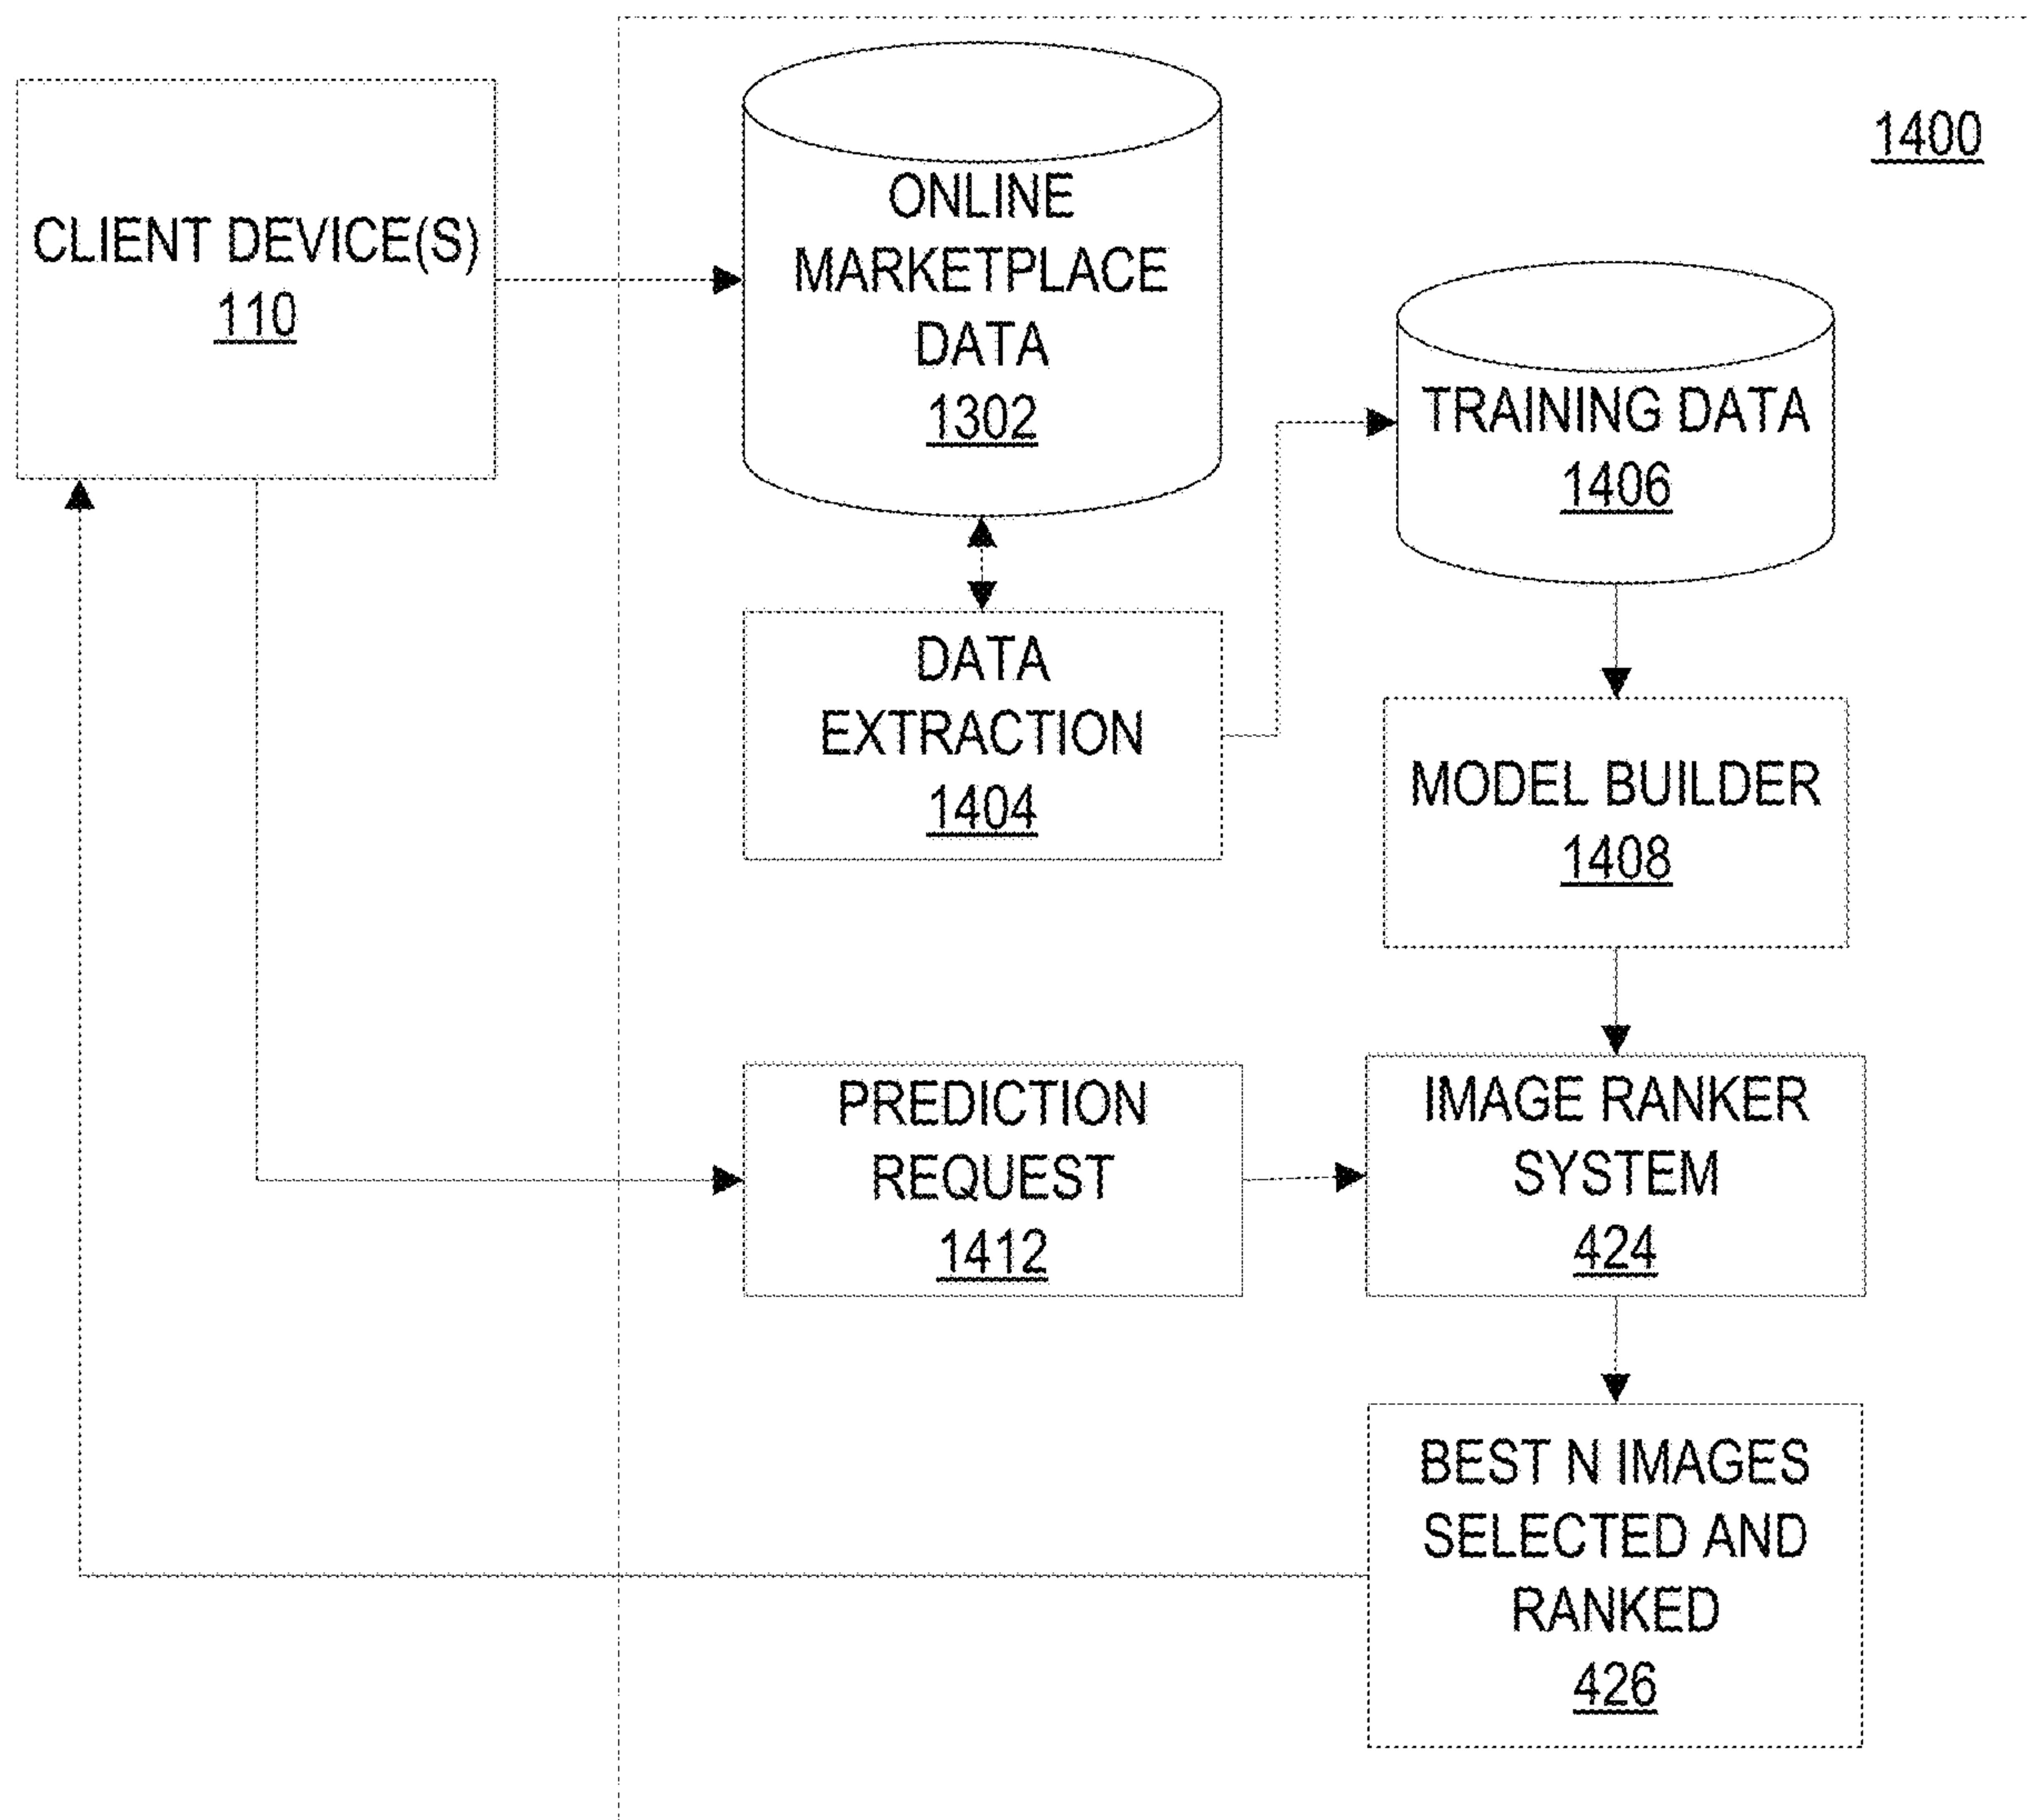 1400
CLIENT DEVICE(S)
110
ONLINE
MARKETPLACE
DATA
1302
TRAINING DATA
1406
DATA
EXTRACTION
1404
MODEL BUILDER
1408
PREDICTION
REQUEST
1412
IMAGE RANKER
SYSTEM
424
BEST N IMAGES
SELECTED AND
RANKED
426